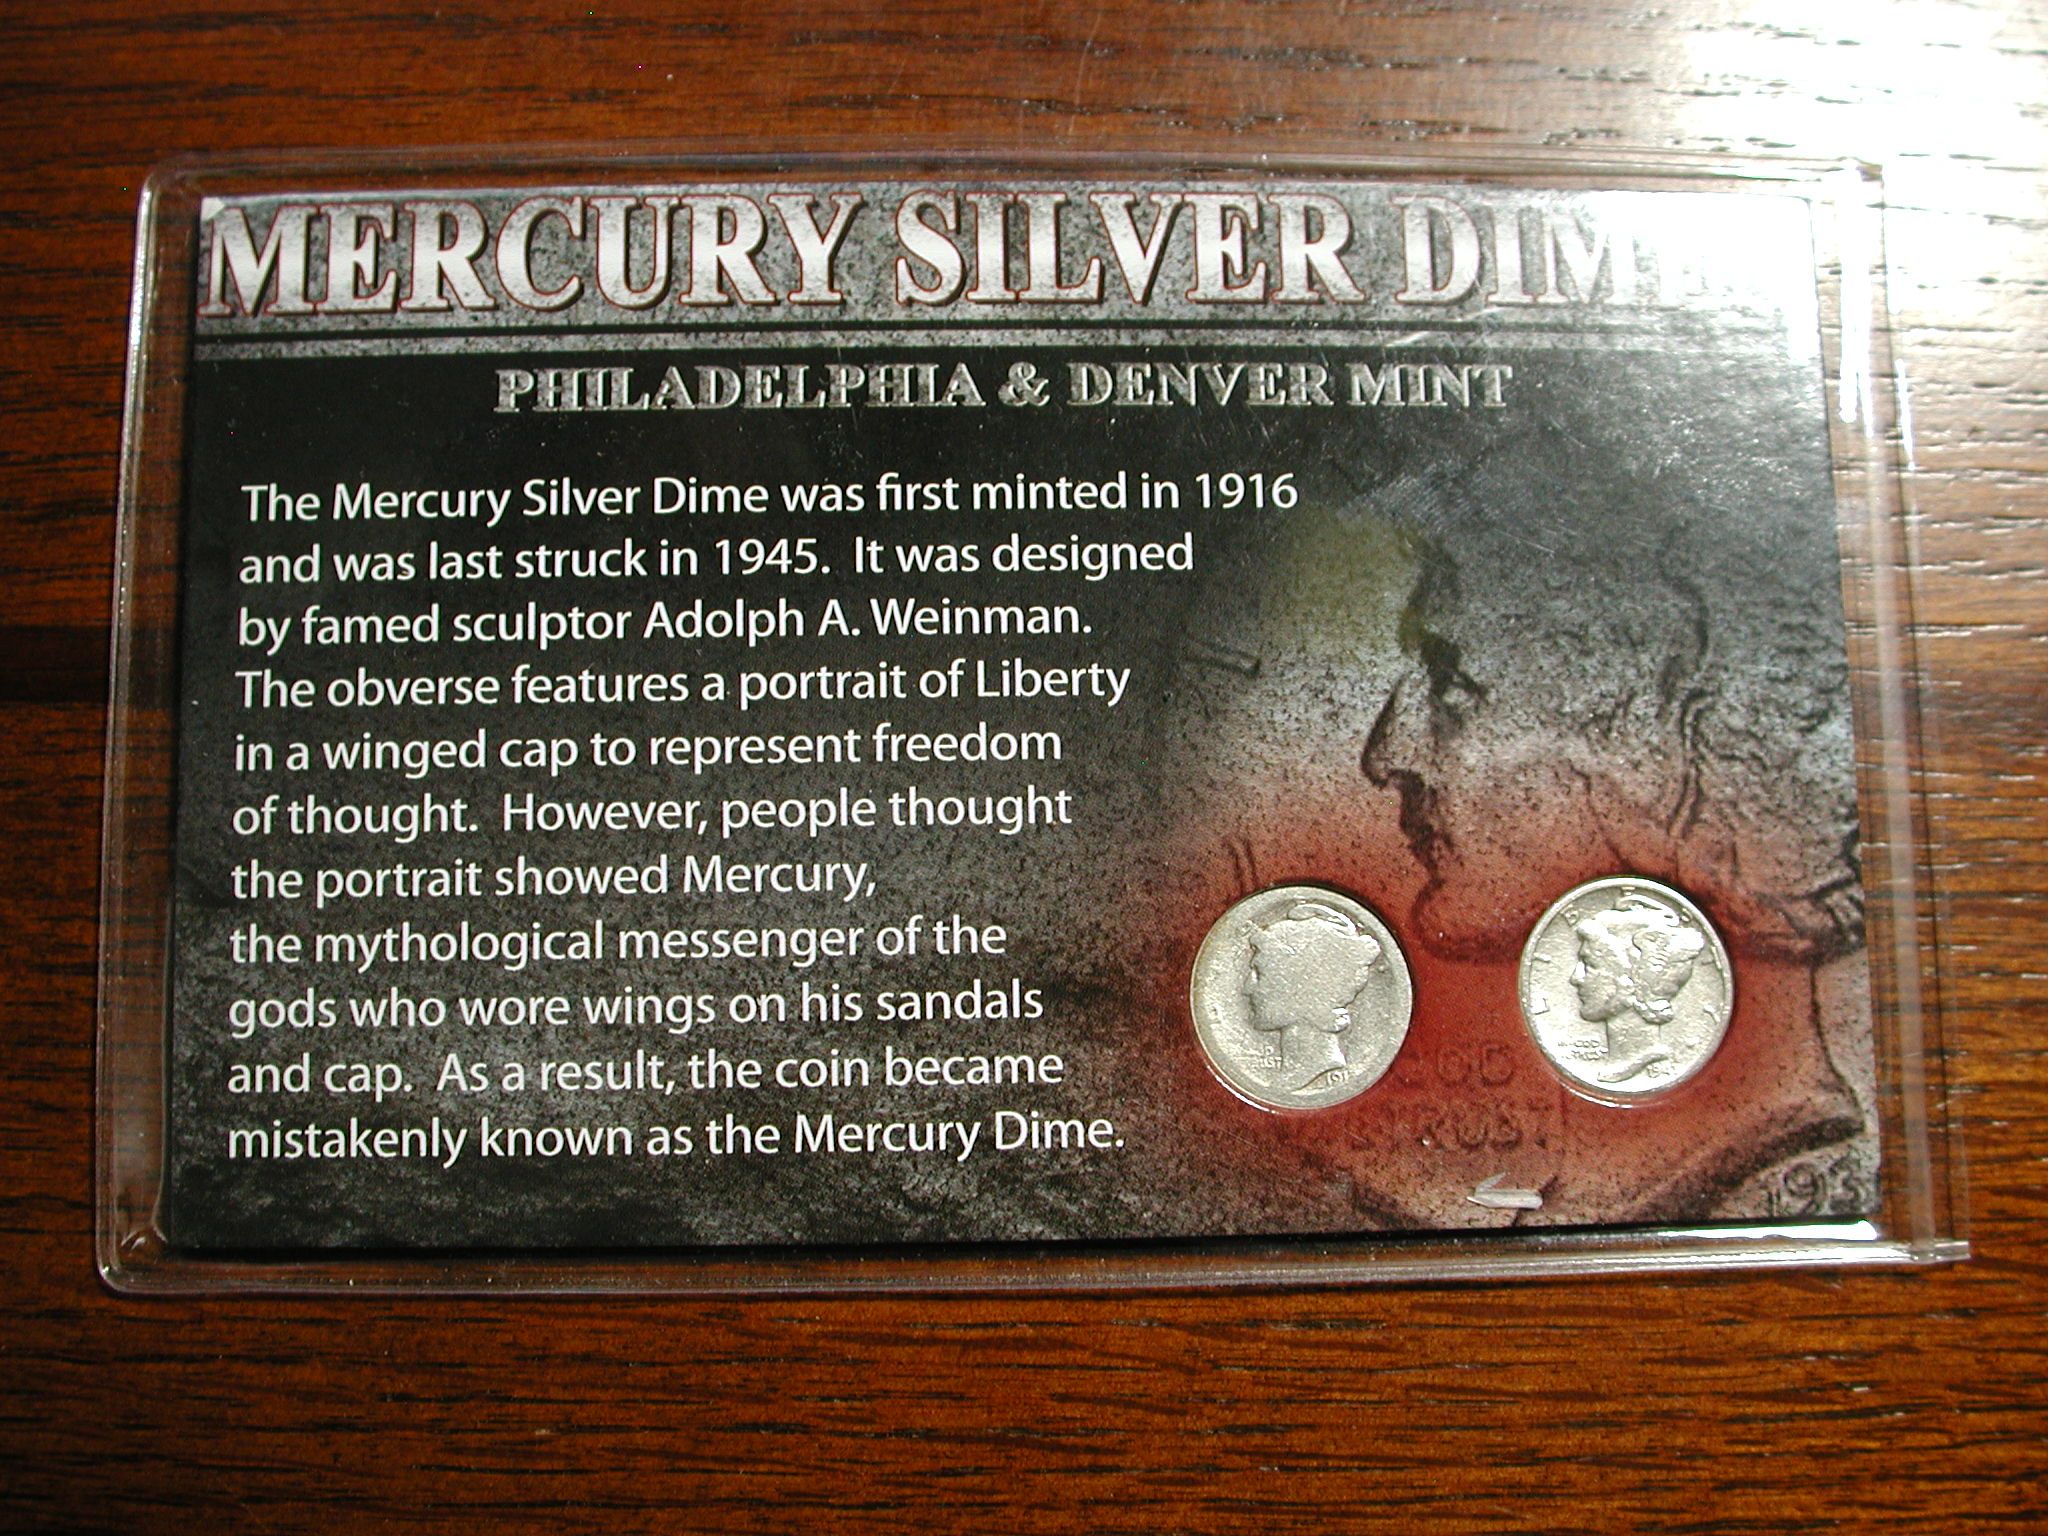 MERCURY SILVER DIME
PHILADELPHIA & DENVER MINT
The Mercury Silver Dime was first minted in 1916
and was last struck in 1945. It was designed
by famed sculptor Adolph A. Weinman.
The obverse features a portrait of Liberty
in a winged cap to represent freedom
of thought. However, people thought
the portrait showed Mercury,
the mythological messenger of the
gods who wore wings on his sandals
and cap. As a result, the coin became
mistakenly known as the Mercury Dime.